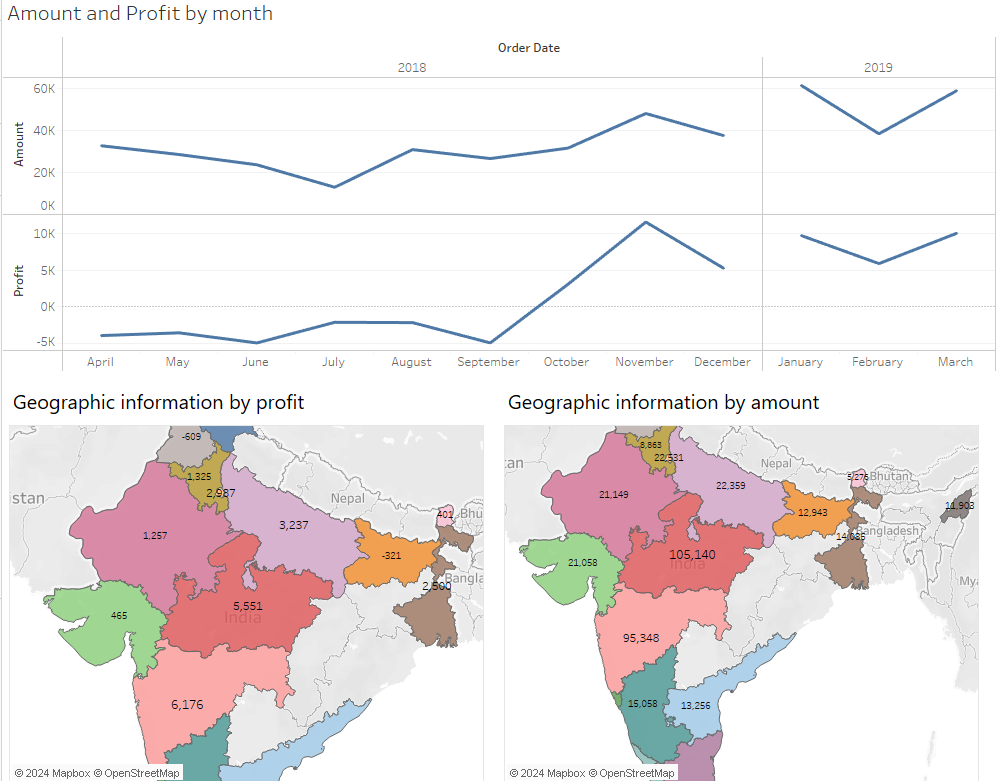 Amount and Profit by month
Order Date
2018
2019
Amount
60K
40K
20K
0K
Profit
10K
5K
0K
-5K
April
May
June
July
August
September
October
November
December
January
February
March
Geographic information by profit
-609
1,325
2,987
stan
Nepal
401
Bhu
1,257
3,237
-321
Bangla
2,500
465
5,551
India
6,176
© 2024 Mapbox © OpenStreetMap
Geographic information by amount
8,863
22,531
tan
Nepal
5,276
Bhutan
21,149
22,359
12,943
11,903
Bangladesh
21,058
105,140
India
My
95,348
15,058
13,256
© 2024 Mapbox © OpenStreetMap